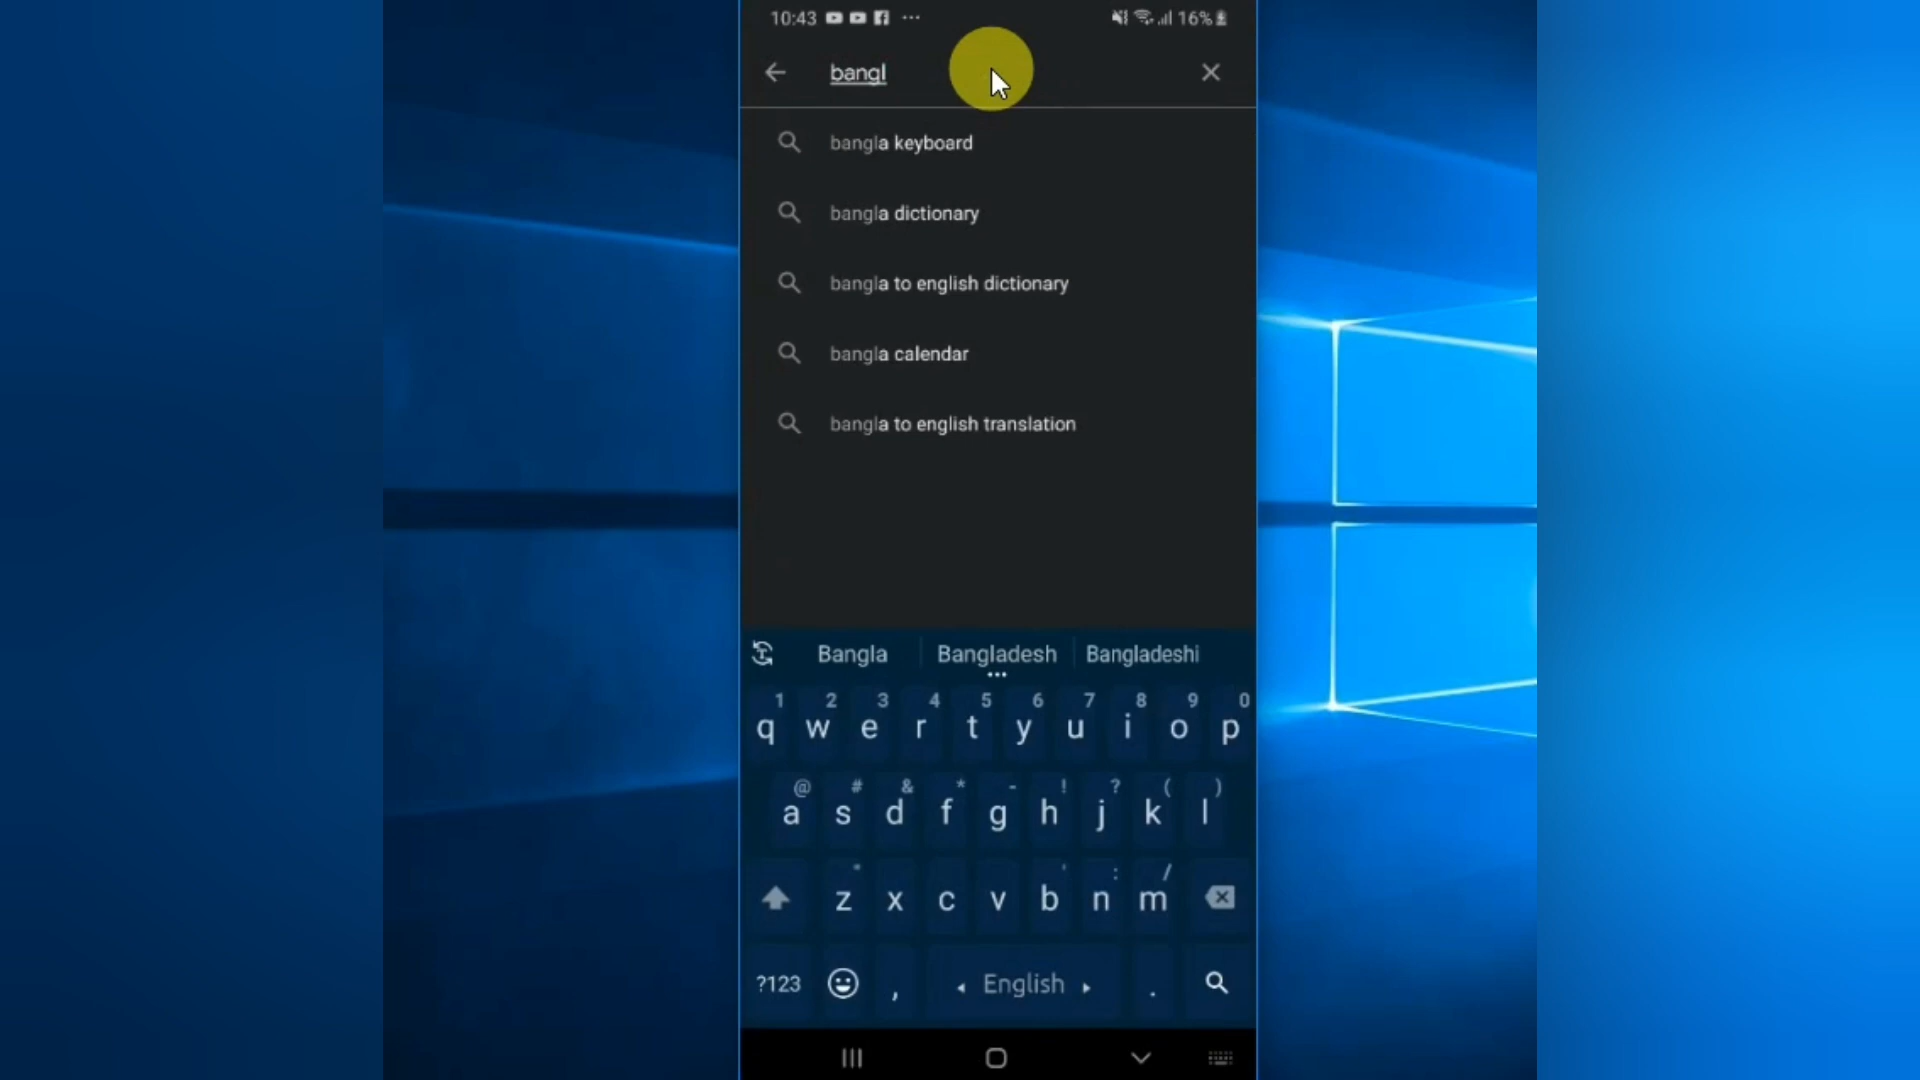 10:43 ... 16%
bangl
bangla keyboard
bangla dictionary
bangla to english dictionary
bangla calendar
bangla to english translation
Bangla Bangladesh Bangladeshi
1 2 3 4 5 6 7 8 9 0
q w e r t y u i o p
@ # & * - ! ? ( )
a s d f g h j k l
" ' : /
z x c v b n m
?123 , English .